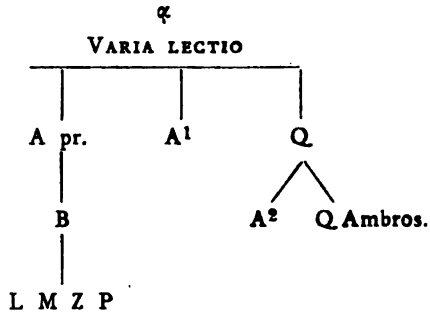 α
VARIA LECTIO
A pr. A¹ Q
B A² Q Ambros.
L M Z P